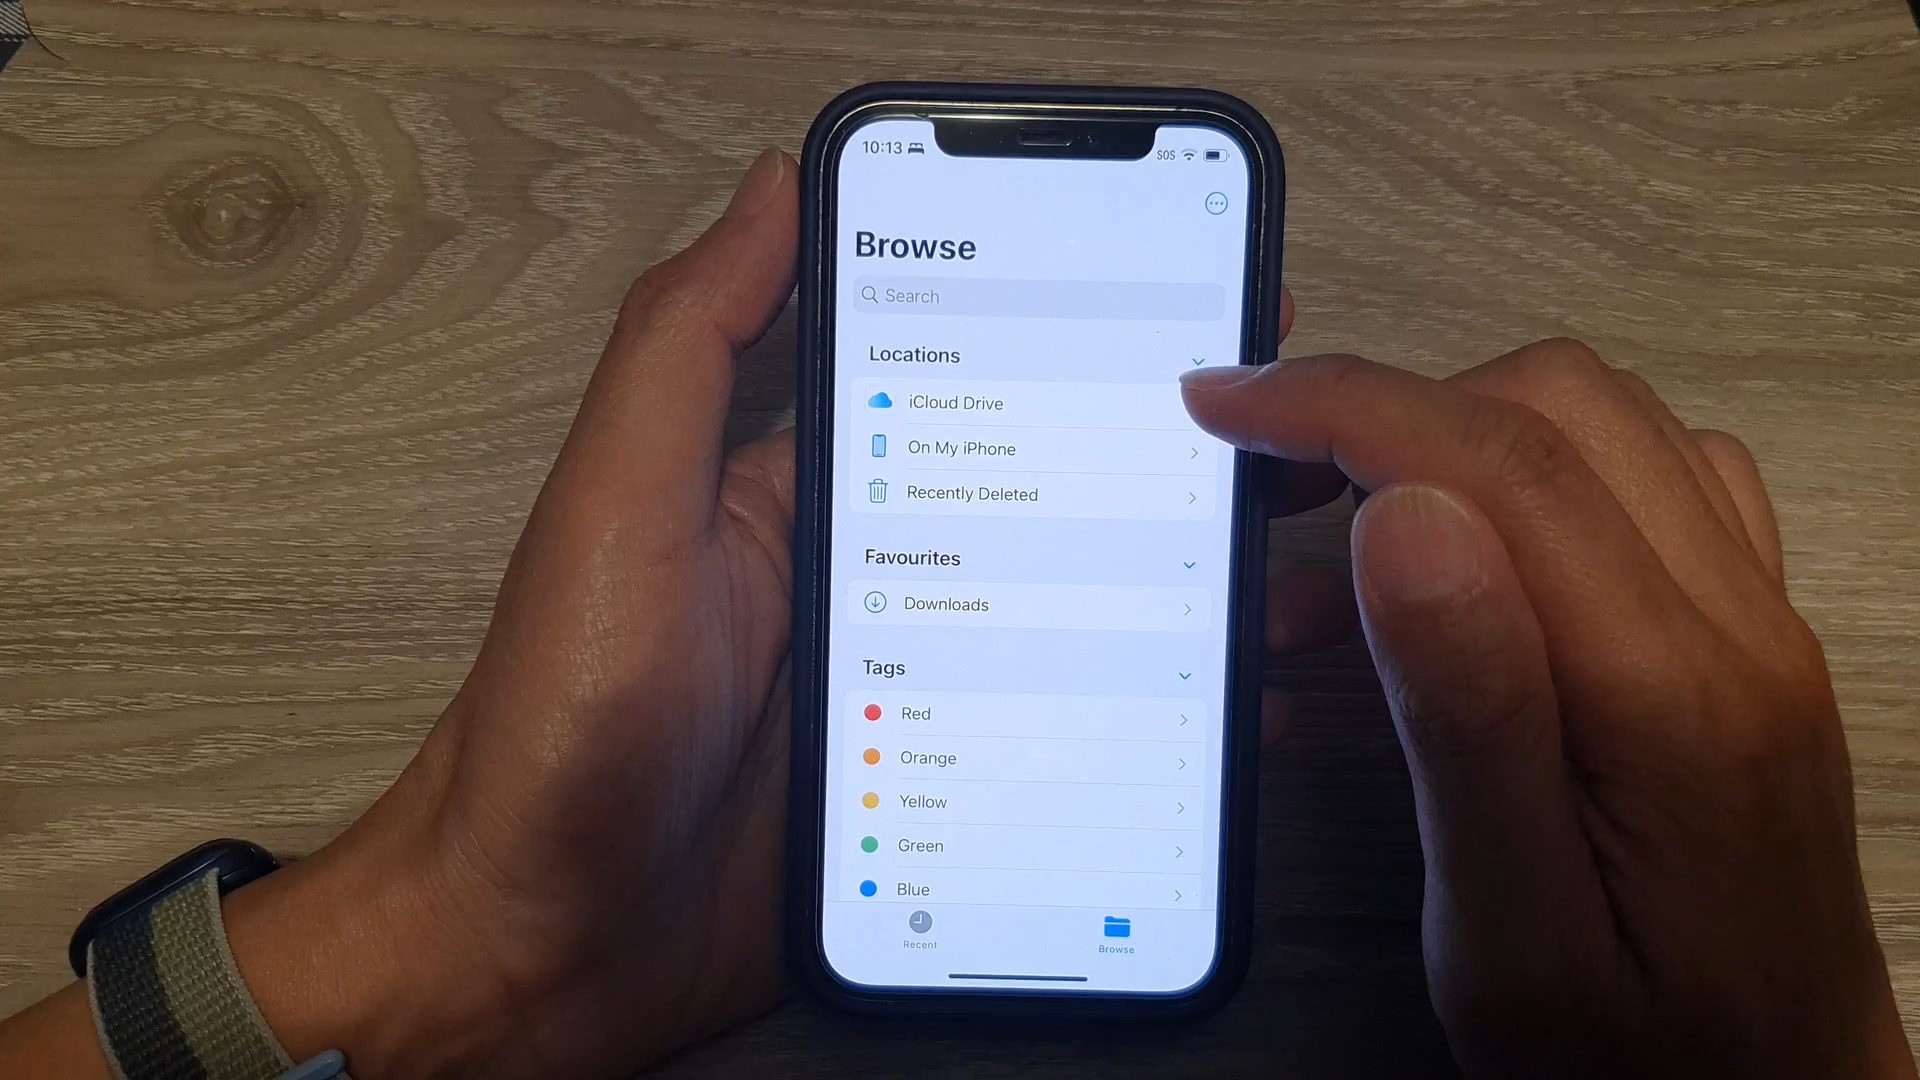 10:13
SOS
Browse
Search
Locations
iCloud Drive
On My iPhone
Recently Deleted
Favourites
Downloads
Tags
Red
Orange
Yellow
Green
Blue
Recent
Browse